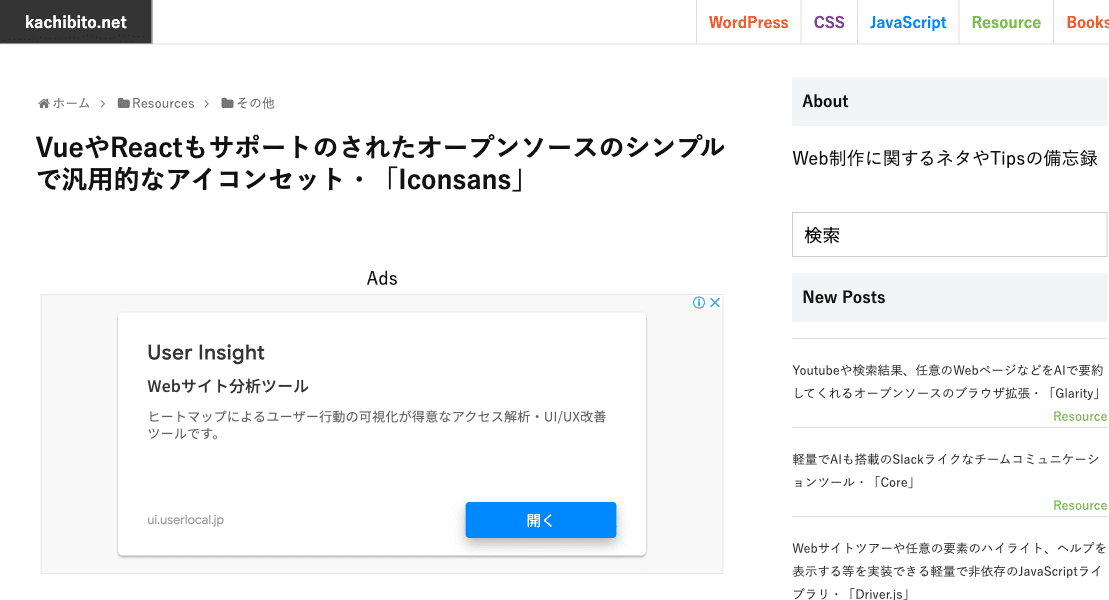 kachibito.net
WordPress
CSS
JavaScript
Resource
Books
ホーム
Resources
その他
VueやReactもサポートのされたオープンソースのシンプル
で汎用的なアイコンセット・「Iconsans」
Ads
User Insight
Webサイト分析ツール
ヒートマップによるユーザー行動の可視化が得意なアクセス解析・UI/UX改善
ツールです。
ui.userlocal.jp
開く
About
Web制作に関するネタやTipsの備忘録
検索
New Posts
Youtubeや検索結果、任意のWebページなどをAIで要約
してくれるオープンソースのブラウザ拡張・「Glarity」
Resource
軽量でAIも搭載のSlackライクなチームコミュニケーシ
ョンツール・「Core」
Resource
Webサイトツアーや任意の要素のハイライト、ヘルプを
表示する等を実装できる軽量で非依存のJavaScriptライ
ブラリ・「Driver.js」